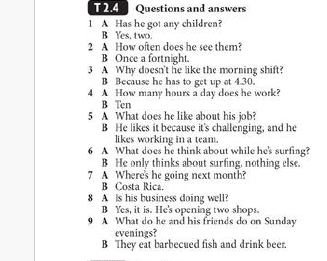 T 2.4 Questions and answers
1 A Has he got any children?
B Yes, two.
2 A How often does he see them?
B Once a fortnight.
3 A Why doesn't he like the morning shift?
B Because he has to get up at 4.30.
4 A How many hours a day does he work?
B Ten
5 A What does he like about his job?
B He likes it because it's challenging, and he
likes working in a team.
6 A What does he think about while he's surfing?
B He only thinks about surfing, nothing else.
7 A Where's he going next month?
B Costa Rica.
8 A Is his business doing well?
B Yes, it is. He's opening two shops.
9 A What do he and his friends do on Sunday
evenings?
B They eat barbecued fish and drink beer.